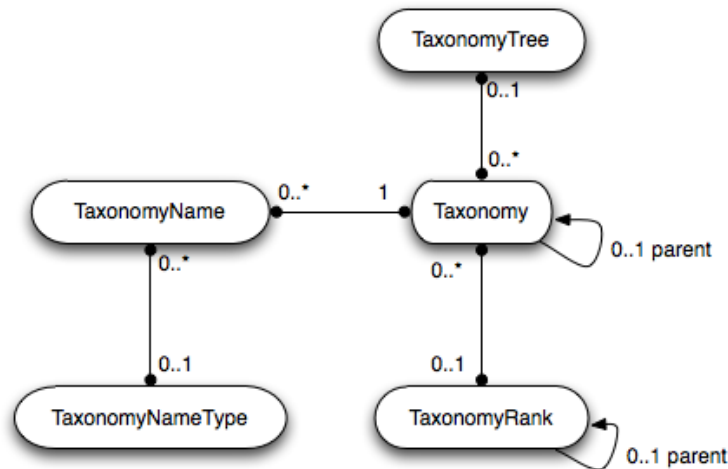 TaxonomyTree
0..1
0..*
0..*
1
TaxonomyName
Taxonomy
0..1 parent
0..*
0..*
0..1
0..1
TaxonomyNameType
TaxonomyRank
0..1 parent